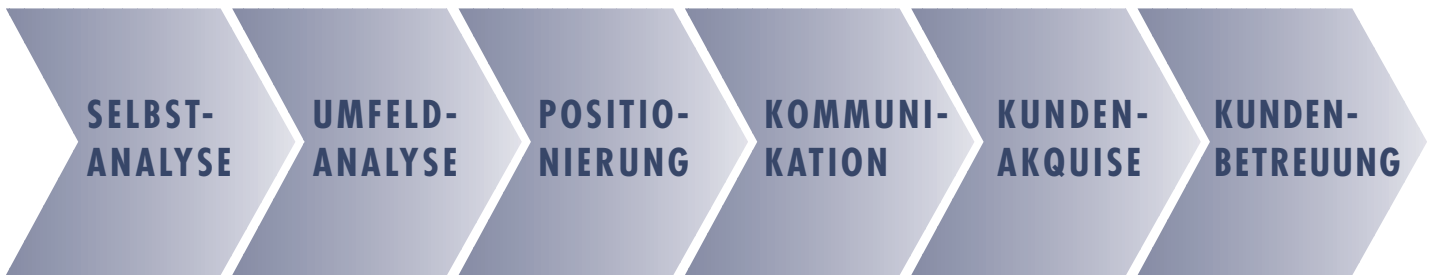 SELBST-
ANALYSE
UMFELD-
ANALYSE
POSITIO-
NIERUNG
KOMMUNI-
KATION
KUNDEN-
AKQUISE
KUNDEN-
BETREUUNG